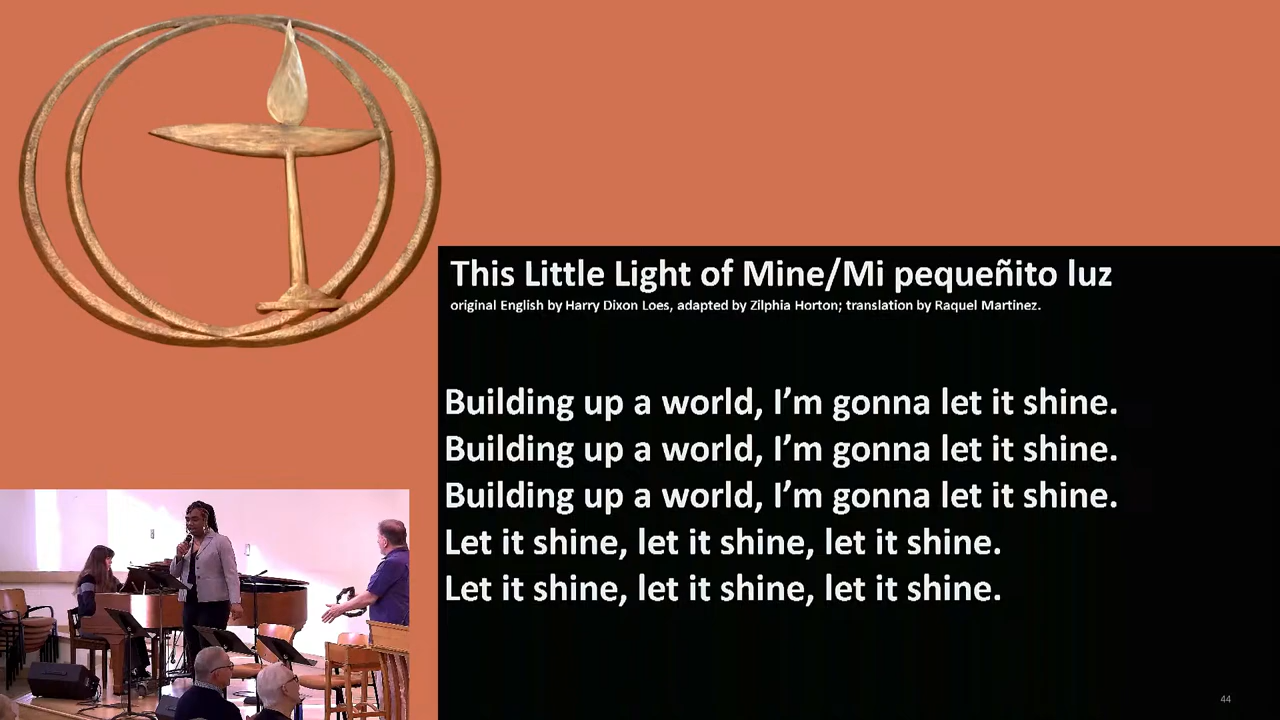 This Little Light of Mine/Mi pequeñito luz
original English by Harry Dixon Loes, adapted by Zilphia Horton; translation by Raquel Martinez.
Building up a world, I’m gonna let it shine.
Building up a world, I’m gonna let it shine.
Building up a world, I’m gonna let it shine.
Let it shine, let it shine, let it shine.
Let it shine, let it shine, let it shine.
44